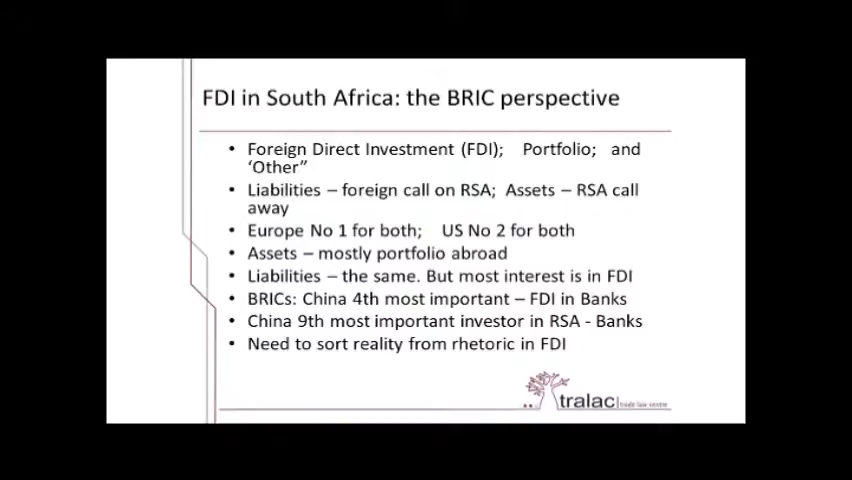 FDI in South Africa: the BRIC perspective
• Foreign Direct Investment (FDI); Portfolio; and
‘Other”
• Liabilities – foreign call on RSA; Assets – RSA call
away
• Europe No 1 for both; US No 2 for both
• Assets – mostly portfolio abroad
• Liabilities – the same. But most interest is in FDI
• BRICs: China 4th most important – FDI in Banks
• China 9th most important investor in RSA - Banks
• Need to sort reality from rhetoric in FDI
tralac trade law centre